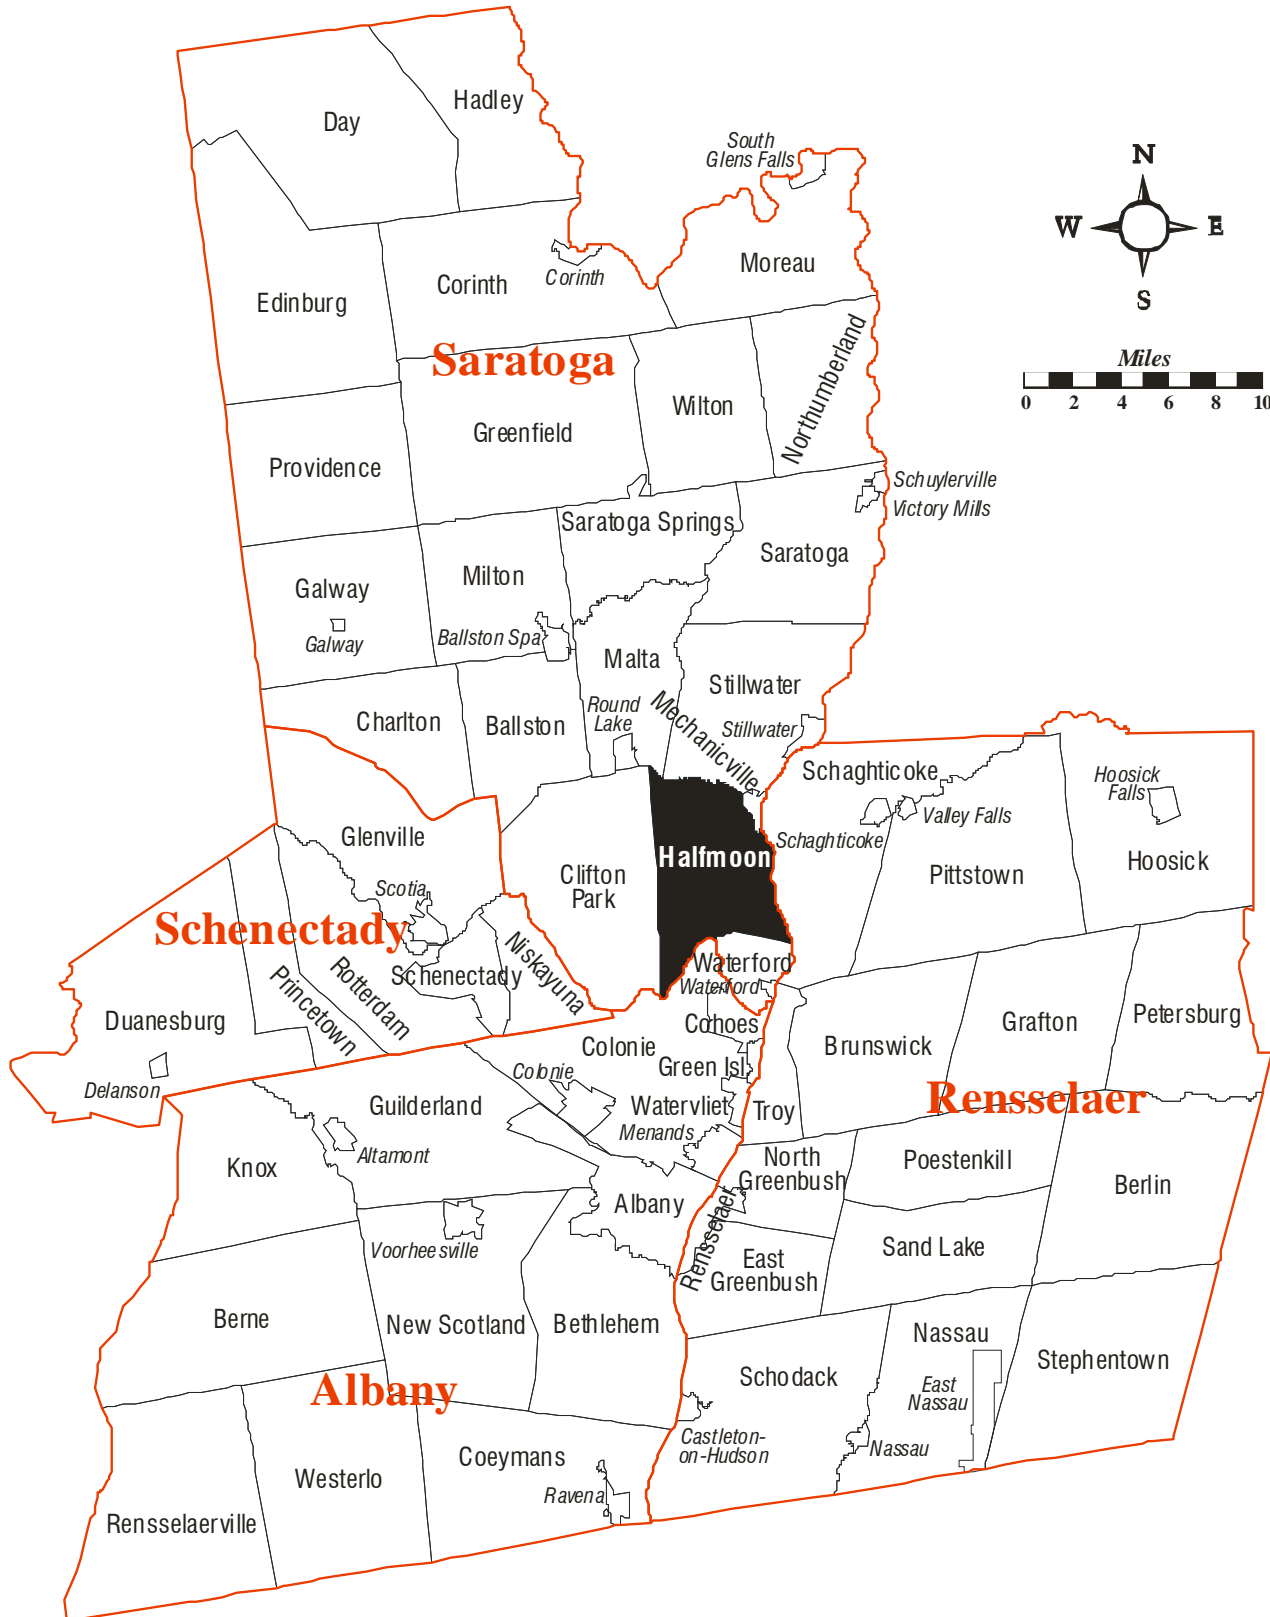 Hadley
Day
South
Glens Falls
N
W
E
S
Moreau
Corinth
Corinth
Edinburg
Northumberland
Saratoga
Miles
0 2 4 6 8 10
Wilton
Greenfield
Providence
Schuylerville
Victory Mills
Saratoga Springs
Saratoga
Milton
Galway
Galway
Ballston Spa
Malta
Stillwater
Round
Lake
Mechanicville
Stillwater
Charlton
Ballston
Schaghticoke
Hoosick
Falls
Valley Falls
Glenville
Schaghticoke
Halfmoon
Hoosick
Clifton
Park
Pittstown
Scotia
Schenectady
Niskayuna
Waterford
Waterford
Schenectady
Rotterdam
Princetown
Duanesburg
Cohoes
Grafton
Petersburg
Colonie
Brunswick
Green Isl
Colonie
Delanson
Rensselaer
Guilderland
Watervliet
Troy
Menands
Altamont
Knox
North
Greenbush
Poestenkill
Berlin
Albany
Rensselaer
Voorheesville
Sand Lake
East
Greenbush
Berne
New Scotland
Bethlehem
Nassau
Stephentown
Schodack
Albany
East
Nassau
Castleton-
on-Hudson
Nassau
Coeymans
Westerlo
Ravena
Rensselaerville